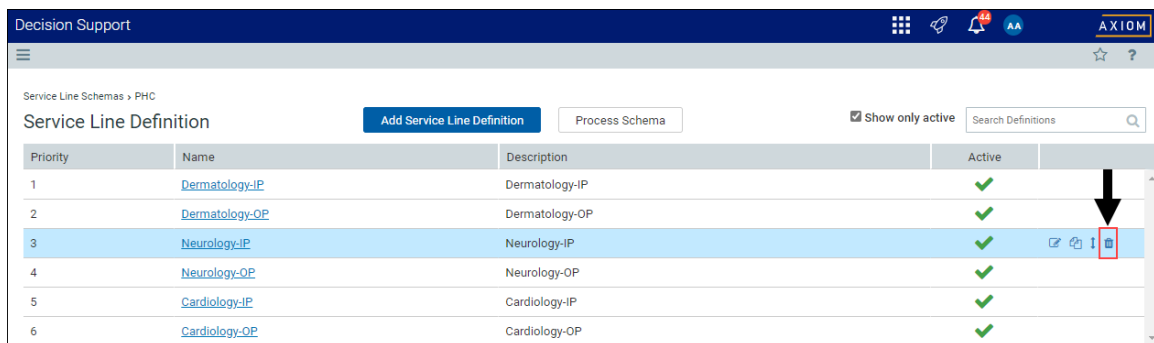 Decision Support
44
AA
AXIOM
?
Service Line Schemas › PHC
Service Line Definition
Add Service Line Definition
Process Schema
Show only active
Search Definitions
Priority Name Description Active
1 Dermatology-IP Dermatology-IP
2 Dermatology-OP Dermatology-OP
3 Neurology-IP Neurology-IP
4 Neurology-OP Neurology-OP
5 Cardiology-IP Cardiology-IP
6 Cardiology-OP Cardiology-OP